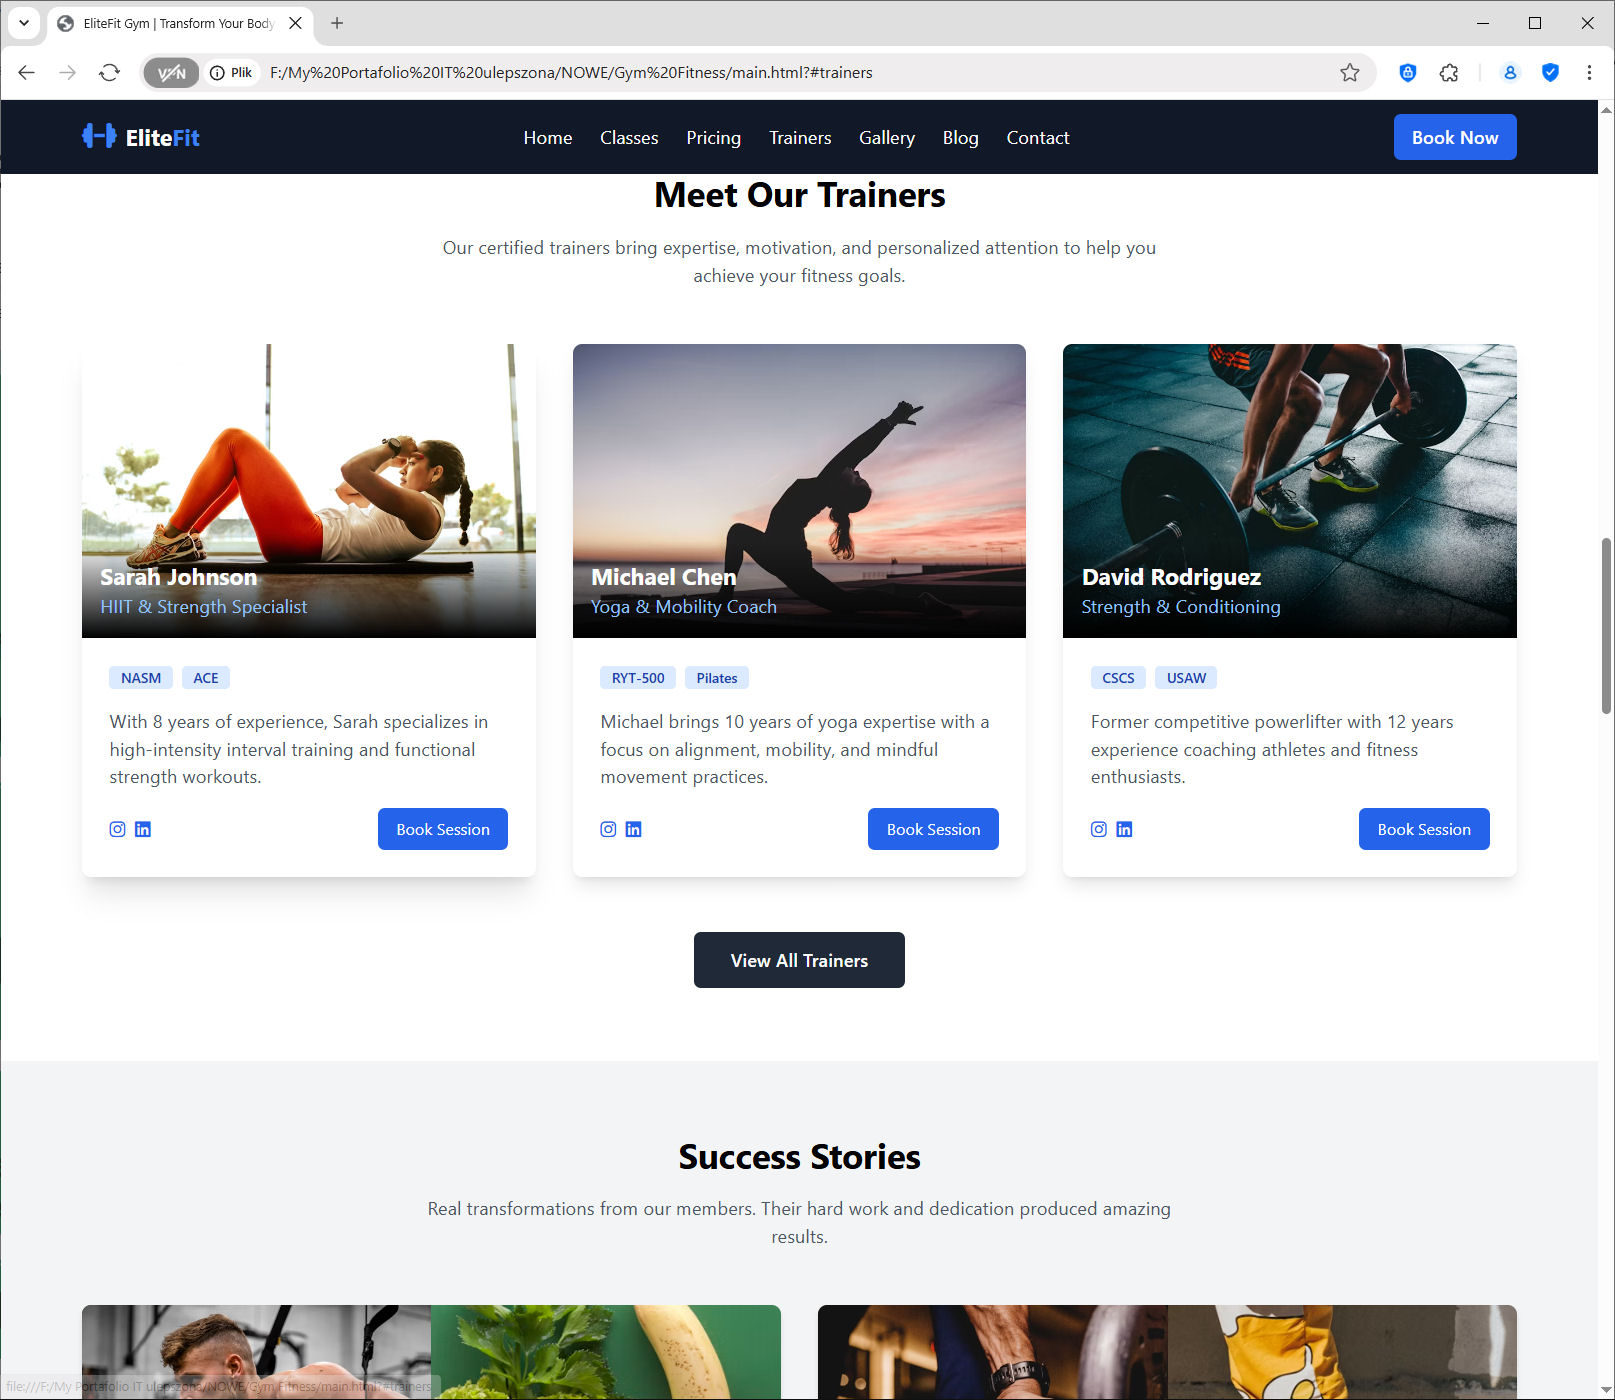 EliteFit Gym | Transform Your Body
VPN
Plik
F:/My%20Portafolio%20IT%20ulepszona/NOWE/Gym%20Fitness/main.html?#trainers
EliteFit
Home Classes Pricing Trainers Gallery Blog Contact
Book Now
Meet Our Trainers
Our certified trainers bring expertise, motivation, and personalized attention to help you
achieve your fitness goals.
Sarah Johnson
HIIT & Strength Specialist
NASM ACE
With 8 years of experience, Sarah specializes in
high-intensity interval training and functional
strength workouts.
Book Session
Michael Chen
Yoga & Mobility Coach
RYT-500 Pilates
Michael brings 10 years of yoga expertise with a
focus on alignment, mobility, and mindful
movement practices.
Book Session
David Rodriguez
Strength & Conditioning
CSCS USAW
Former competitive powerlifter with 12 years
experience coaching athletes and fitness
enthusiasts.
Book Session
View All Trainers
Success Stories
Real transformations from our members. Their hard work and dedication produced amazing
results.
file:///F:/My Portafolio IT ulepszona/NOWE/Gym Fitness/main.html?#trainers